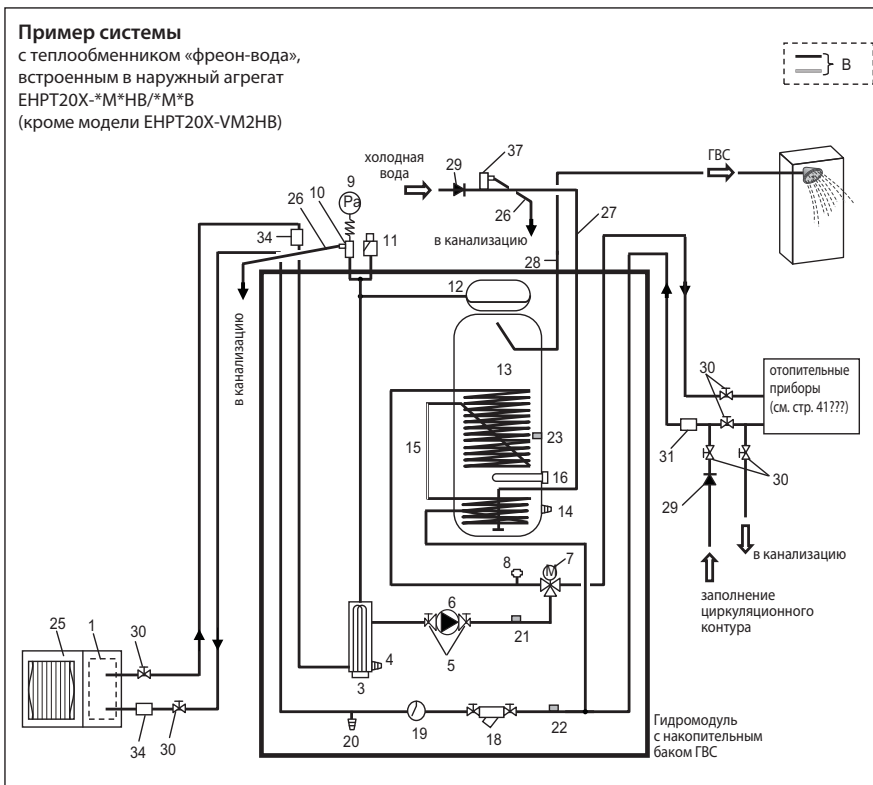 Пример системы
с теплообменником «фреон-вода»,
встроенным в наружный агрегат
EHPT20X-*M*HB/*M*B
(кроме модели EHPT20X-VM2HB)
B
холодная
вода
29
37
ГВС
9
Pa
10
26
34
11
26
27
в канализацию
28
12
в канализацию
13
15
23
16
14
30
отопительные
приборы
(см. стр. 41???)
31
30
29
в канализацию
заполнение
циркуляционного
контура
8
7
M
6
21
5
4
3
25
1
30
34
30
20
19
18
22
Гидромодуль
с накопительным
баком ГВС